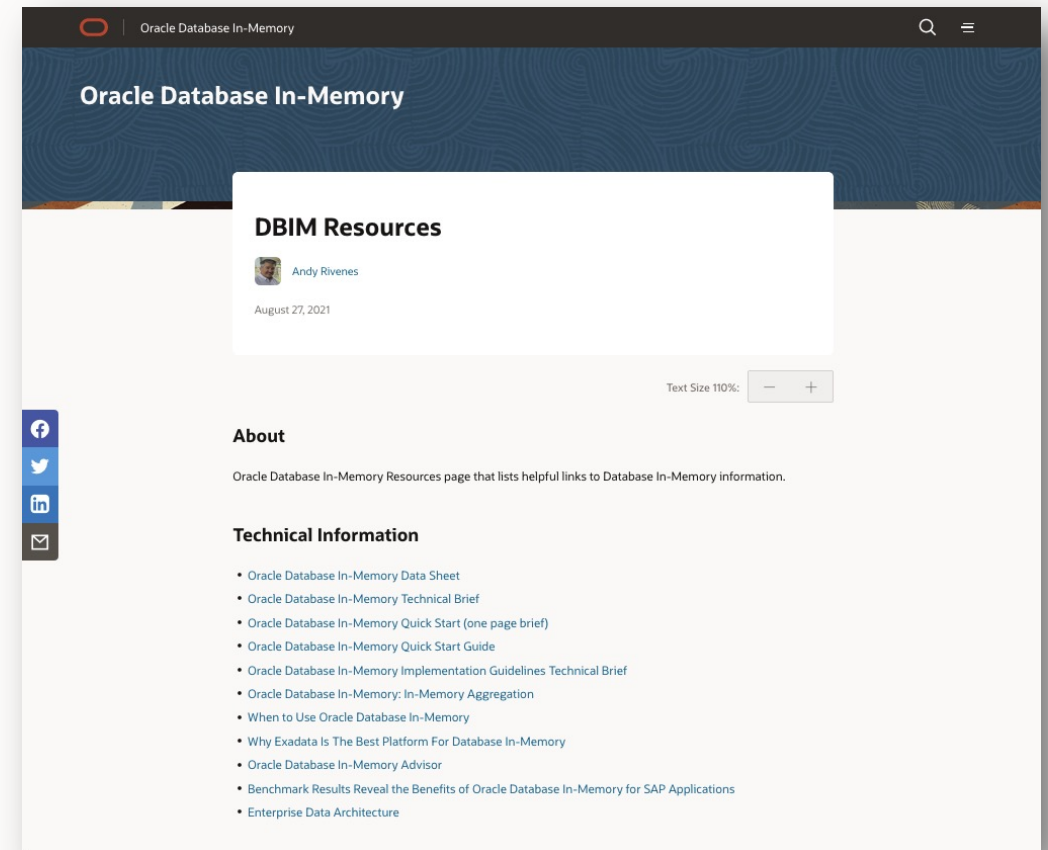 Oracle Database In-Memory
Oracle Database In-Memory
DBIM Resources
Andy Rivenes
August 27, 2021
Text Size 110%:
About
Oracle Database In-Memory Resources page that lists helpful links to Database In-Memory information.
Technical Information
• Oracle Database In-Memory Data Sheet
• Oracle Database In-Memory Technical Brief
• Oracle Database In-Memory Quick Start (one page brief)
• Oracle Database In-Memory Quick Start Guide
• Oracle Database In-Memory Implementation Guidelines Technical Brief
• Oracle Database In-Memory: In-Memory Aggregation
• When to Use Oracle Database In-Memory
• Why Exadata Is The Best Platform For Database In-Memory
• Oracle Database In-Memory Advisor
• Benchmark Results Reveal the Benefits of Oracle Database In-Memory for SAP Applications
• Enterprise Data Architecture